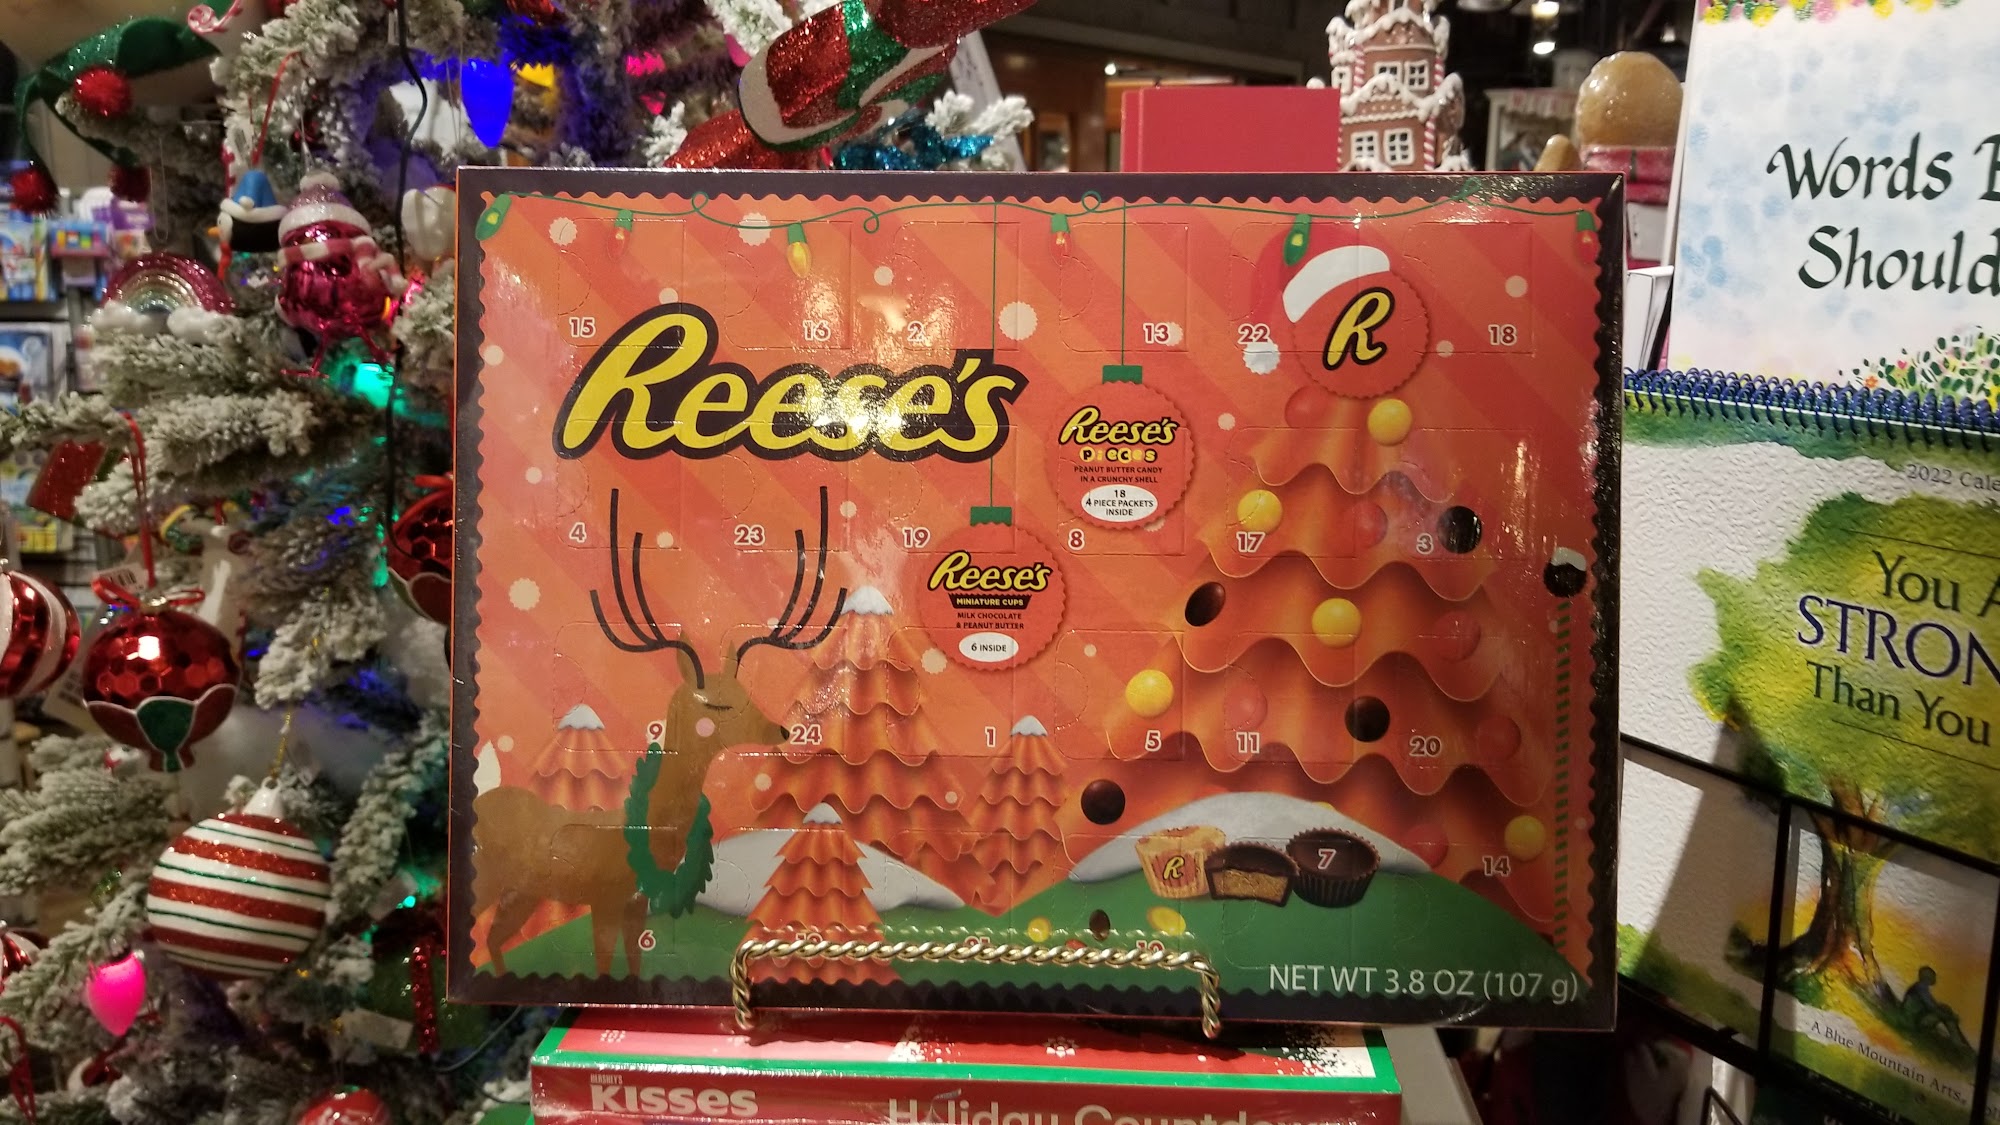 Words
Should
2022
You
STRON
Than You
A Blue Mountain Arts
15 16 2 13 22 18
R
Reese's
Reese's
PIECES
PEANUT BUTTER CANDY
IN A CRUNCHY SHELL
18
4 PIECE PACKETS
INSIDE
4 23 19 8 17 3
Reese's
MINIATURE CUPS
MILK CHOCOLATE
& PEANUT BUTTER
6 INSIDE
9 24 1 5 11 20
R
7 14
6
NET WT 3.8 OZ (107 g)
HERSHEY'S
KISSES
Holiday